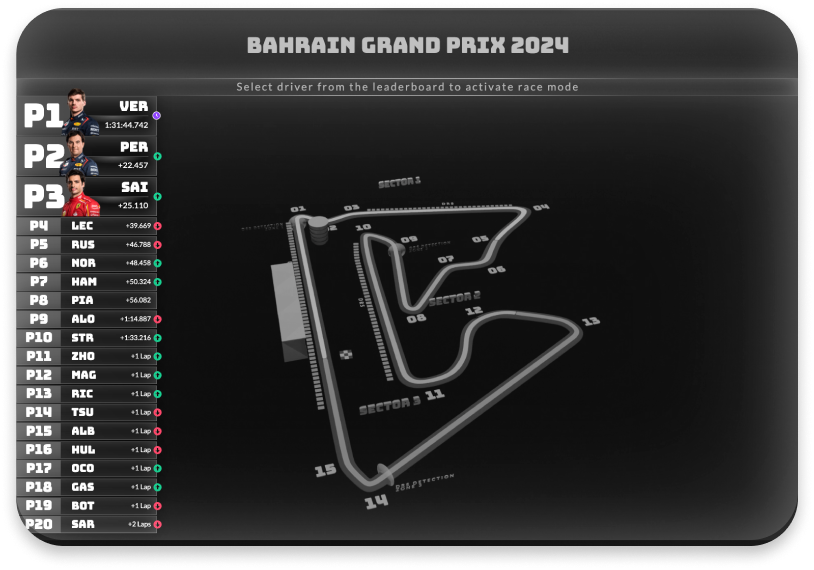 BAHRAIN GRAND PRIX 2024
Select driver from the leaderboard to activate race mode
P1 VER 1:31:44.742
P2 PER +22.457
P3 SAI +25.110
P4 LEC +39.669
P5 RUS +46.788
P6 NOR +48.458
P7 HAM +50.324
P8 PIA +56.082
P9 ALO +1:14.887
P10 STR +1:33.216
P11 ZHO +1 Lap
P12 MAG +1 Lap
P13 RIC +1 Lap
P14 TSU +1 Lap
P15 ALB +1 Lap
P16 HUL +1 Lap
P17 OCO +1 Lap
P18 GAS +1 Lap
P19 BOT +1 Lap
P20 SAR +2 Laps
SECTOR 1
01
03
04
10
09
05
07
06
SECTOR 2
08
12
13
SECTOR 3
11
15
14